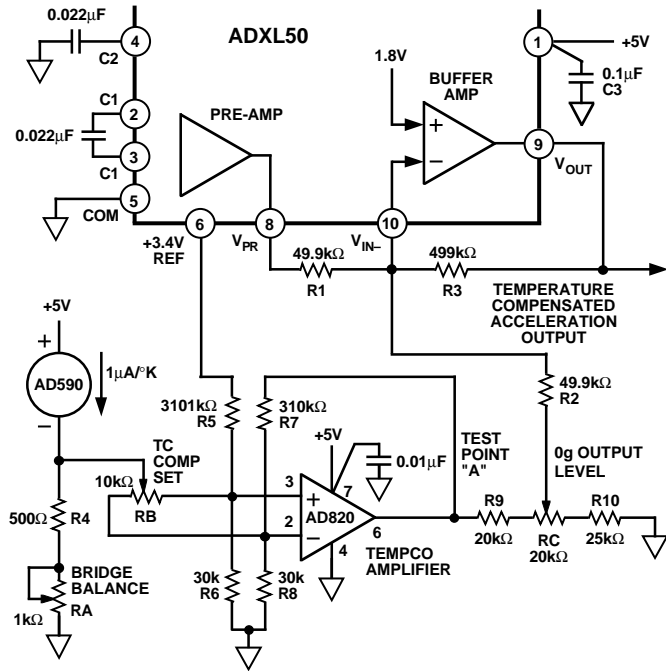 0.022µF
C2
4
ADXL50
1
+5V
0.1µF
C3
1.8V
BUFFER
AMP
PRE-AMP
C1
2
0.022µF
3
C1
5
COM
+
−
9
VOUT
6
8
10
+3.4V
REF
VPR
VIN–
49.9kΩ
R1
499kΩ
R3
TEMPERATURE
COMPENSATED
ACCELERATION
OUTPUT
+5V
+
AD590
−
1µA/°K
3101kΩ
R5
310kΩ
R7
49.9kΩ
R2
+5V
0.01µF
TEST
POINT
"A"
0g OUTPUT
LEVEL
TC
COMP
SET
10kΩ
RB
3
+
7
AD820
2
−
6
4
TEMPCO
AMPLIFIER
R9
20kΩ
RC
20kΩ
R10
25kΩ
500Ω
R4
30k
R6
30k
R8
BRIDGE
BALANCE
RA
1kΩ